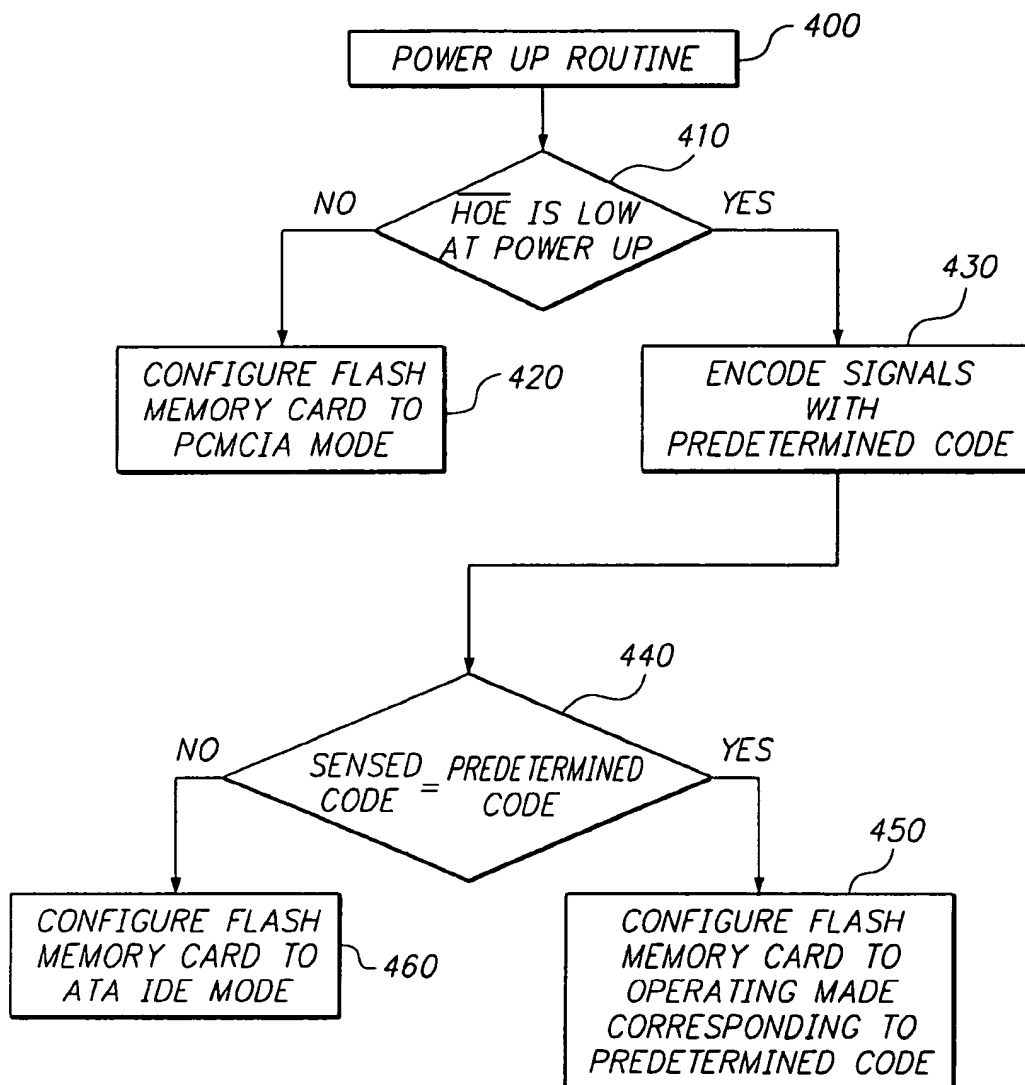 400
POWER UP ROUTINE
410
NO
YES
H̅O̅E̅ IS LOW
AT POWER UP
430
CONFIGURE FLASH
MEMORY CARD TO
PCMCIA MODE
420
ENCODE SIGNALS
WITH
PREDETERMINED CODE
440
NO
YES
SENSED = PREDETERMINED
CODE CODE
450
CONFIGURE FLASH
MEMORY CARD TO
ATA IDE MODE
460
CONFIGURE FLASH
MEMORY CARD TO
OPERATING MADE
CORRESPONDING TO
PREDETERMINED CODE